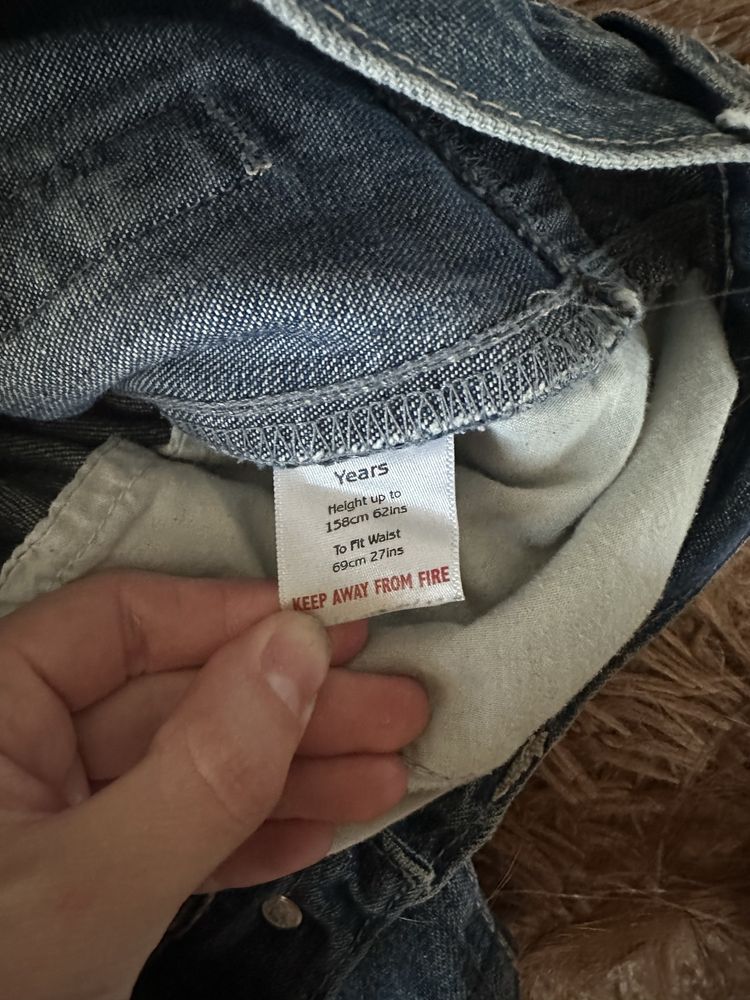 Years
Height up to
158cm 62ins
To Fit Waist
69cm 27ins
KEEP AWAY FROM FIRE